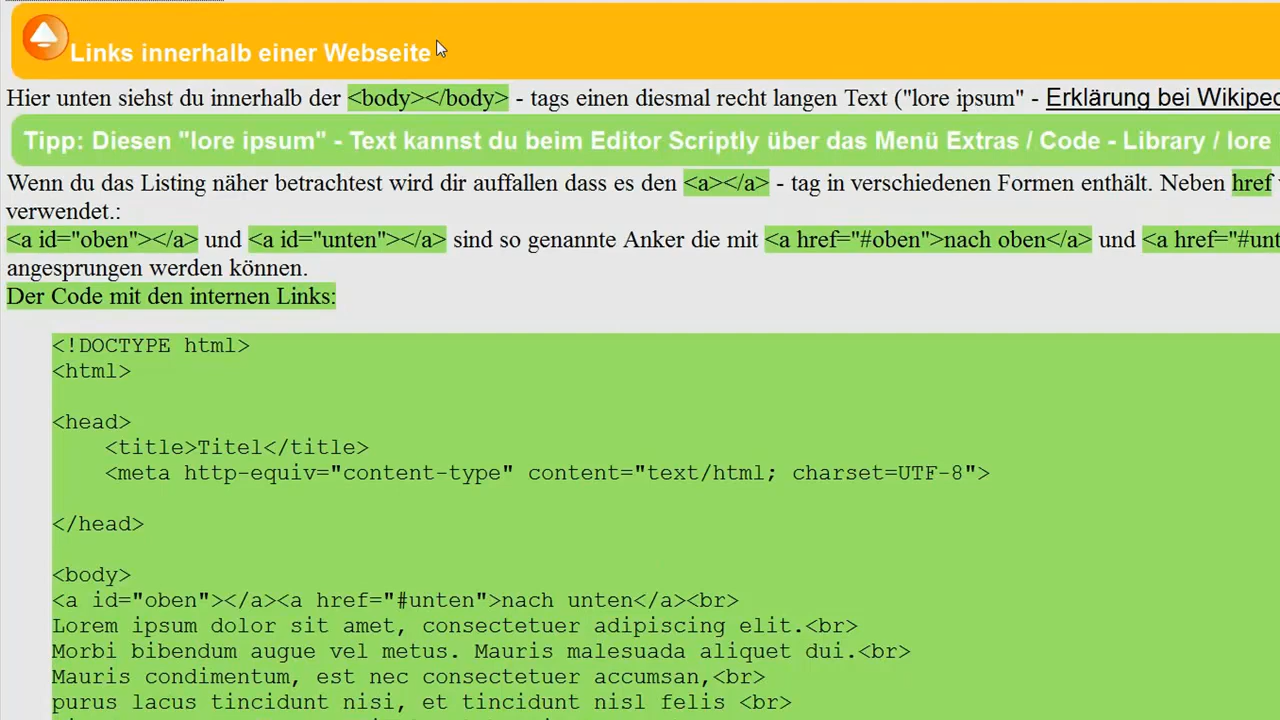 Links innerhalb einer Webseite
Hier unten siehst du innerhalb der <body></body> - tags einen diesmal recht langen Text ("lore ipsum" - Erklärung bei
Tipp: Diesen "lore ipsum" - Text kannst du beim Editor Scriptly über das Menü Extras / Code - Library / lore
Wenn du das Listing näher betrachtest wird dir auffallen dass es den <a></a> - tag in verschiedenen Formen enthält. Neben href
verwendet.:
<a id="oben"></a> und <a id="unten"></a> sind so genannte Anker die mit <a href="#oben">nach oben</a> und <a
angesprungen werden können.
Der Code mit den internen Links:
<!DOCTYPE html>
<html>
<head>
<title>Titel</title>
<meta http-equiv="content-type" content="text/html; charset=UTF-8">
</head>
<body>
<a id="oben"></a><a href="#unten">nach unten</a><br>
Lorem ipsum dolor sit amet, consectetuer adipiscing elit.<br>
Morbi bibendum augue vel metus. Mauris malesuada aliquet dui.<br>
Mauris condimentum, est nec consectetuer accumsan,<br>
purus lacus tincidunt nisi, et tincidunt nisl felis <br>